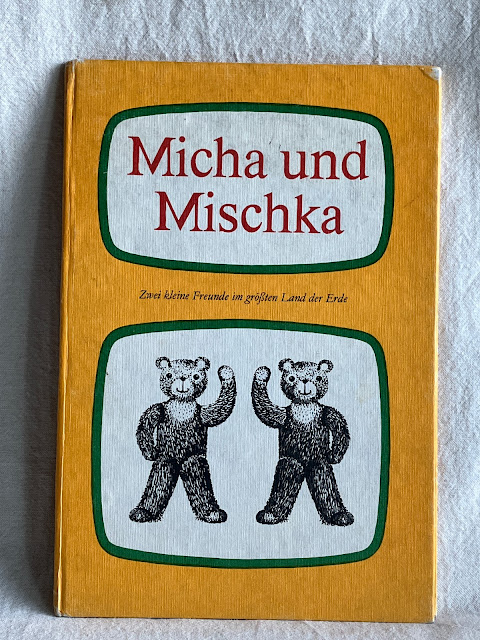 Micha und
Mischka
Zwei kleine Freunde im größten Land der Erde